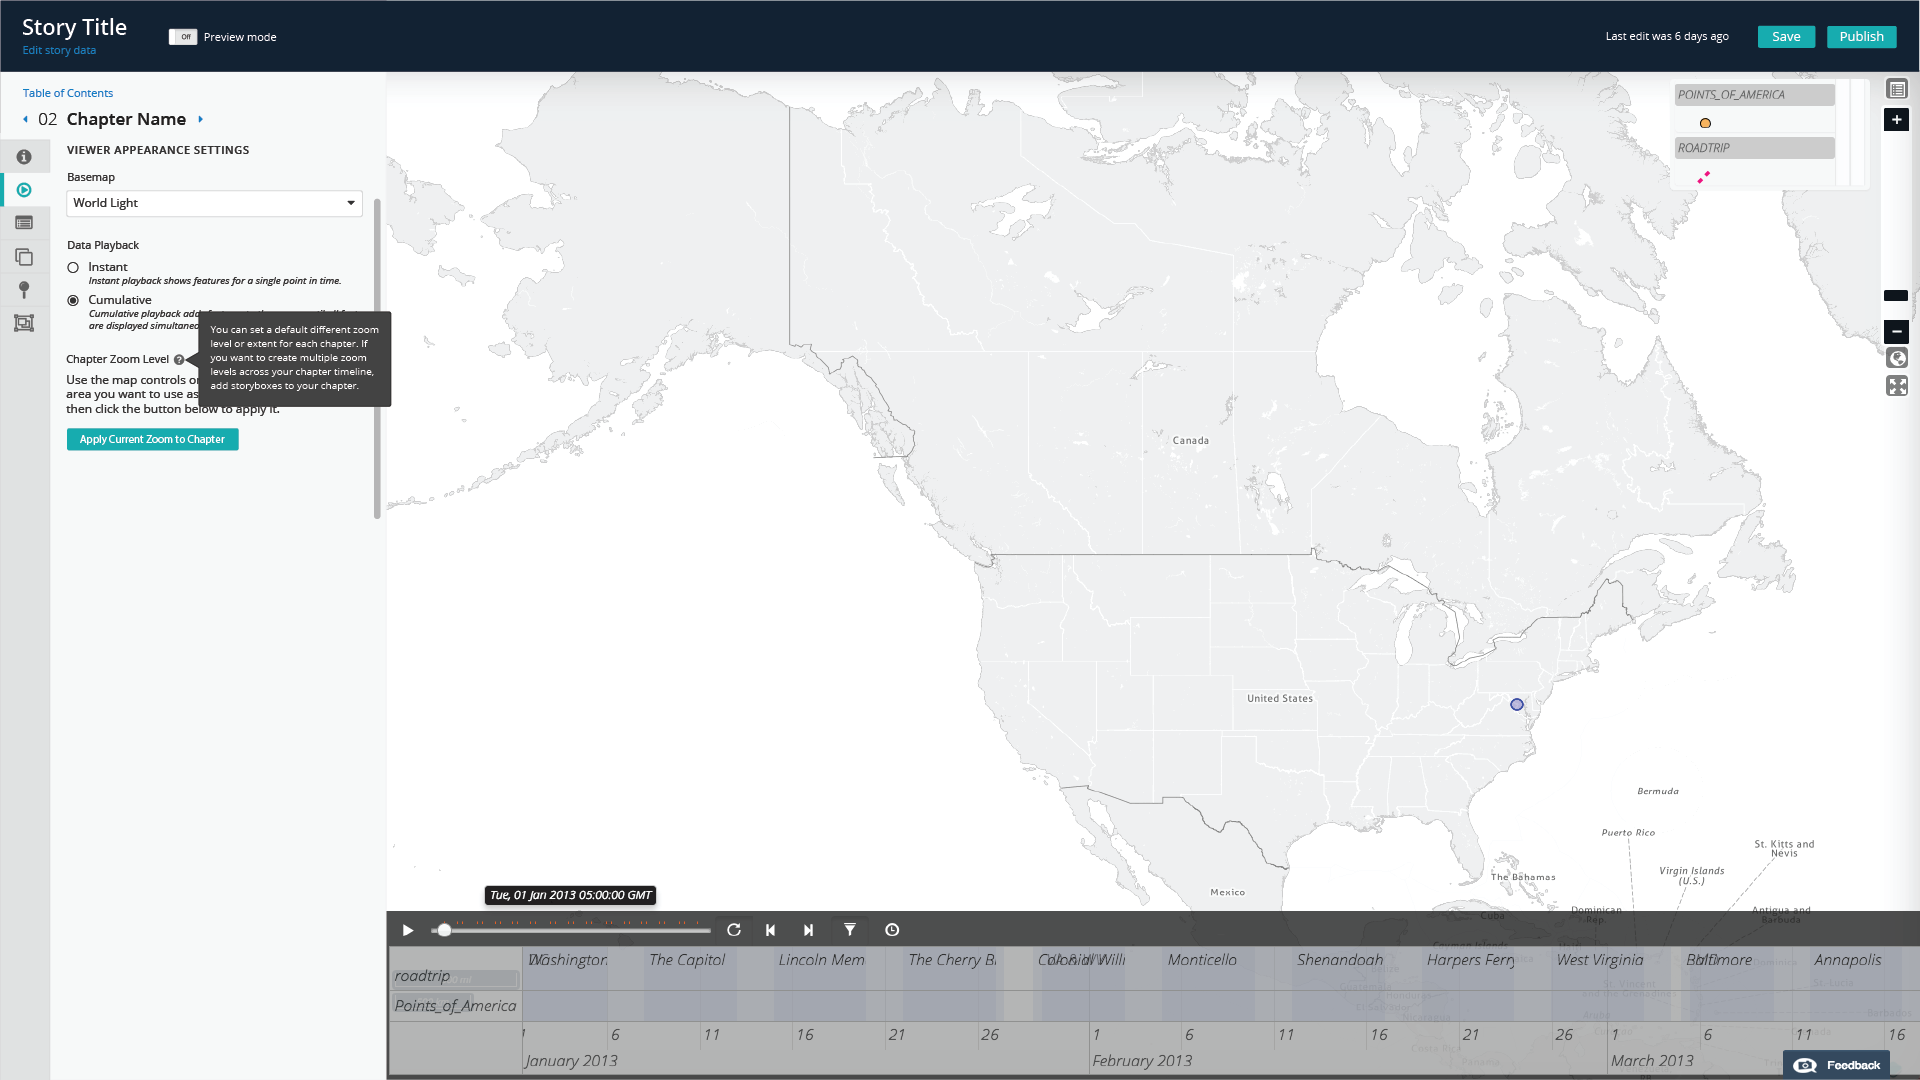 Story Title
Edit story data
Off
Preview mode
Last edit was 6 days ago
Save
Publish
Table of Contents
02 Chapter Name
VIEWER APPEARANCE SETTINGS
Basemap
World Light
Data Playback
Instant
Instant playback shows features for a single point in time.
Cumulative
Cumulative playback
are displayed
Chapter Zoom Level ?
You can set a default different zoom
level or extent for each chapter. If
you want to create multiple zoom
levels across your chapter timeline,
add storyboxes to your chapter.
Use the map controls
area you want to use as
then click the button below to apply it.
Apply Current Zoom to Chapter
POINTS_OF_AMERICA
ROADTRIP
+
−
Canada
United States
Mexico
Bermuda
Puerto Rico
St. Kitts and
Nevis
Virgin Islands
(U.S.)
The Bahamas
Cuba
Dominican
Rep.
Antigua and
Barbuda
Cayman Islands
Tue, 01 Jan 2013 05:00:00 GMT
roadtrip
Points_of_America
Washington
The Capitol
Lincoln Mem
The Cherry
Colonial Willi
Monticello
Shenandoah
Harpers Ferry
West Virginia
Baltimore
Annapolis
1 6 11 16 21 26 1 6 11 16 21 26 1 6 11 16
January 2013
February 2013
March 2013
Feedback